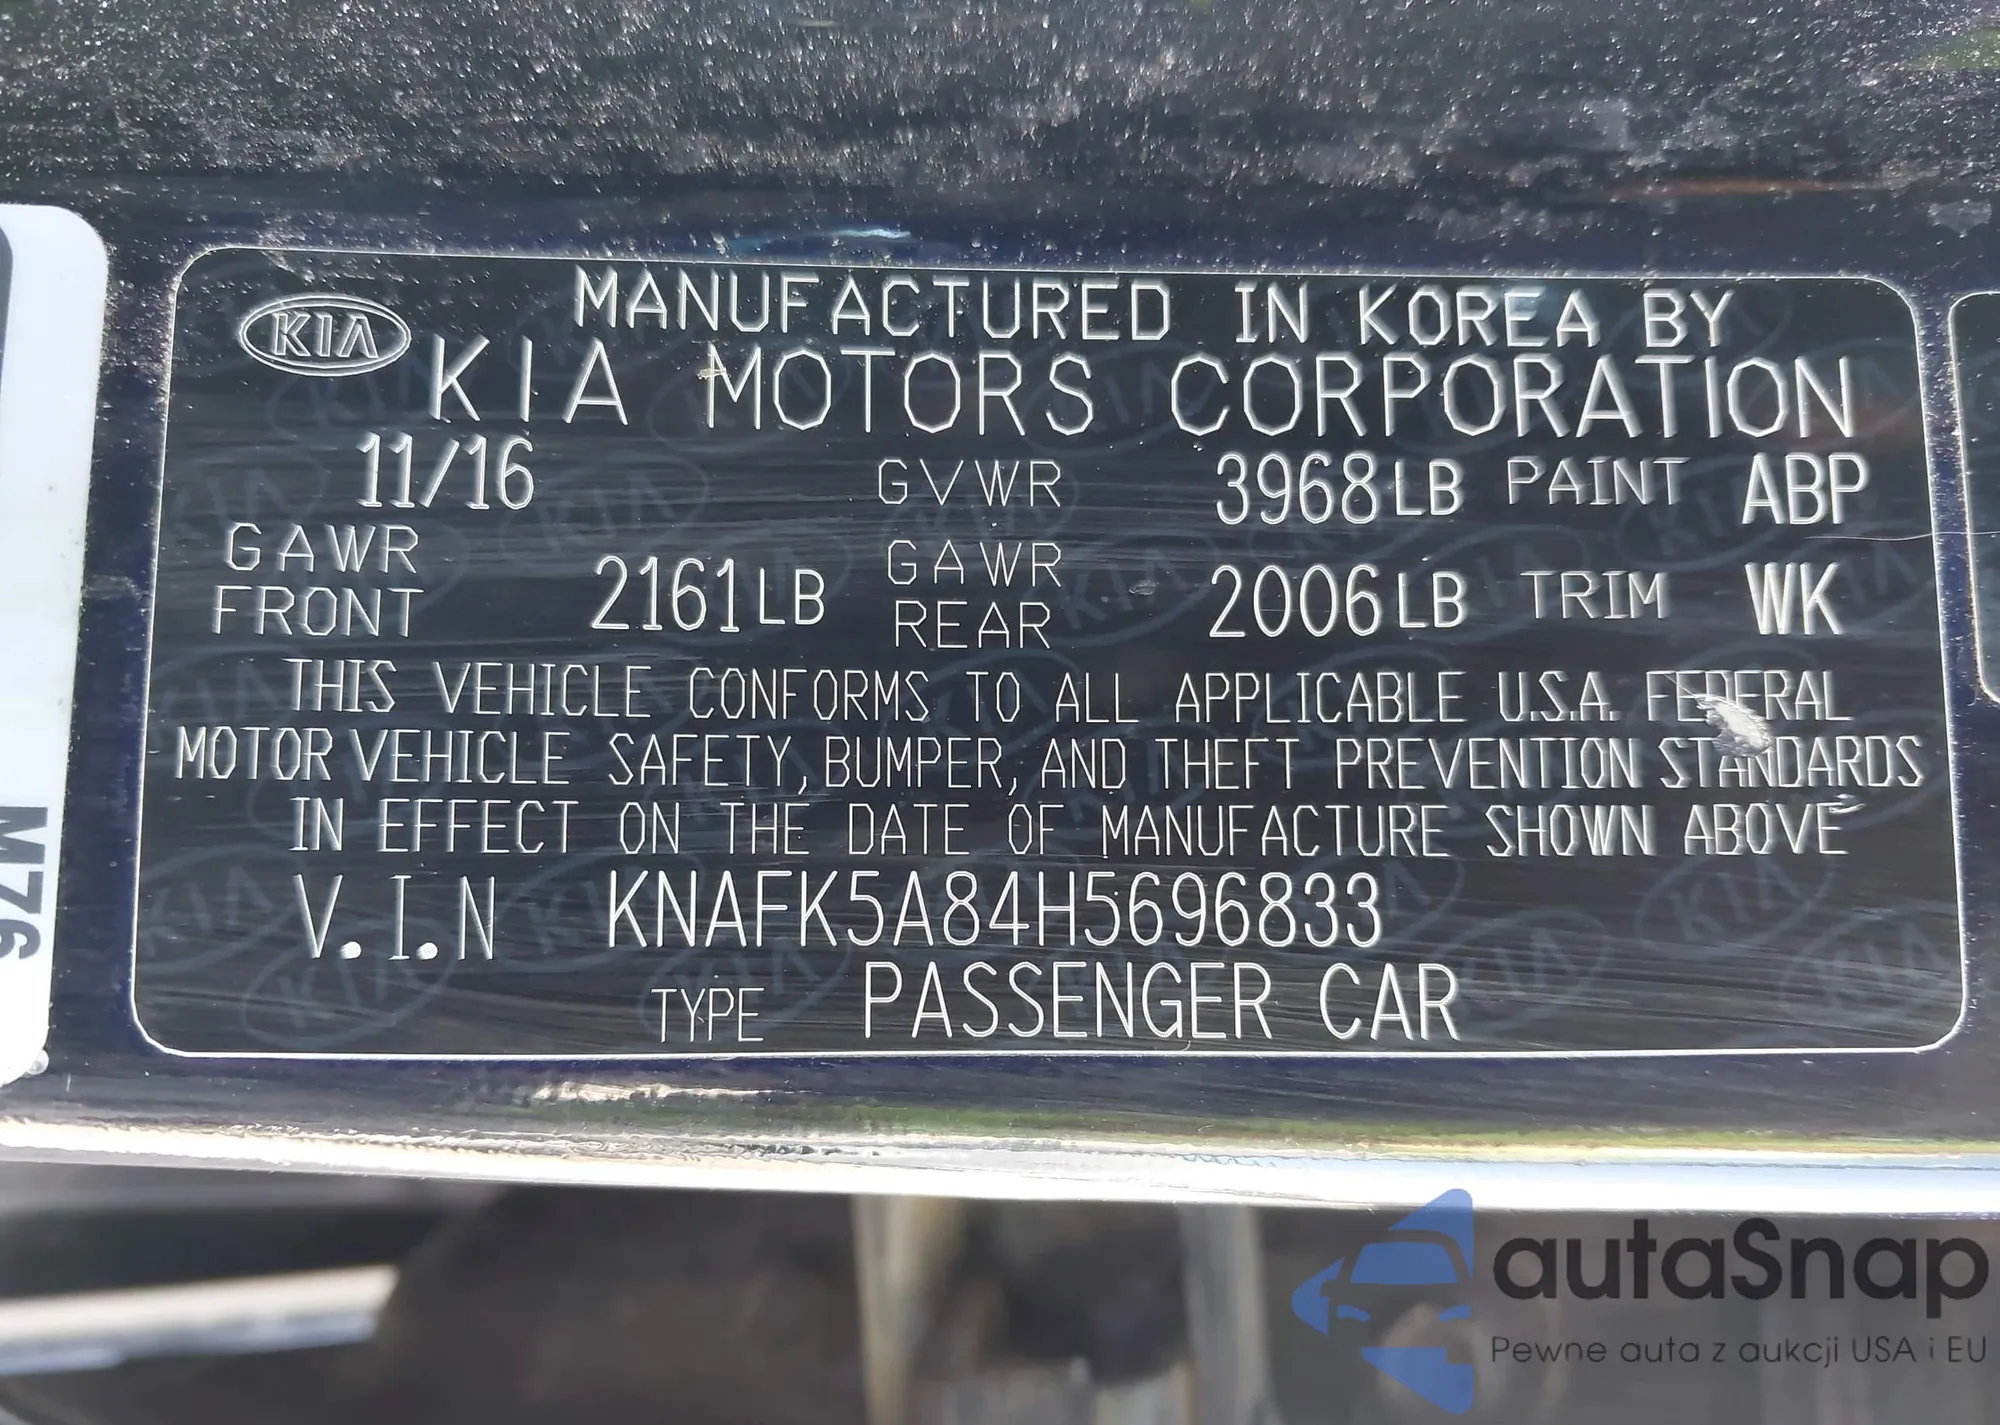 KIA
MANUFACTURED IN KOREA BY
KIA MOTORS CORPORATION
11/16 GVWR 3968LB PAINT ABP
GAWR FRONT 2161LB GAWR REAR 2006LB TRIM WK
THIS VEHICLE CONFORMS TO ALL APPLICABLE U.S.A. FEDERAL
MOTOR VEHICLE SAFETY, BUMPER, AND THEFT PREVENTION STANDARDS
IN EFFECT ON THE DATE OF MANUFACTURE SHOWN ABOVE
V.I.N KNAFK5A84H5696833
TYPE PASSENGER CAR
M76
autaSnap
Pewne auta z aukcji USA i EU